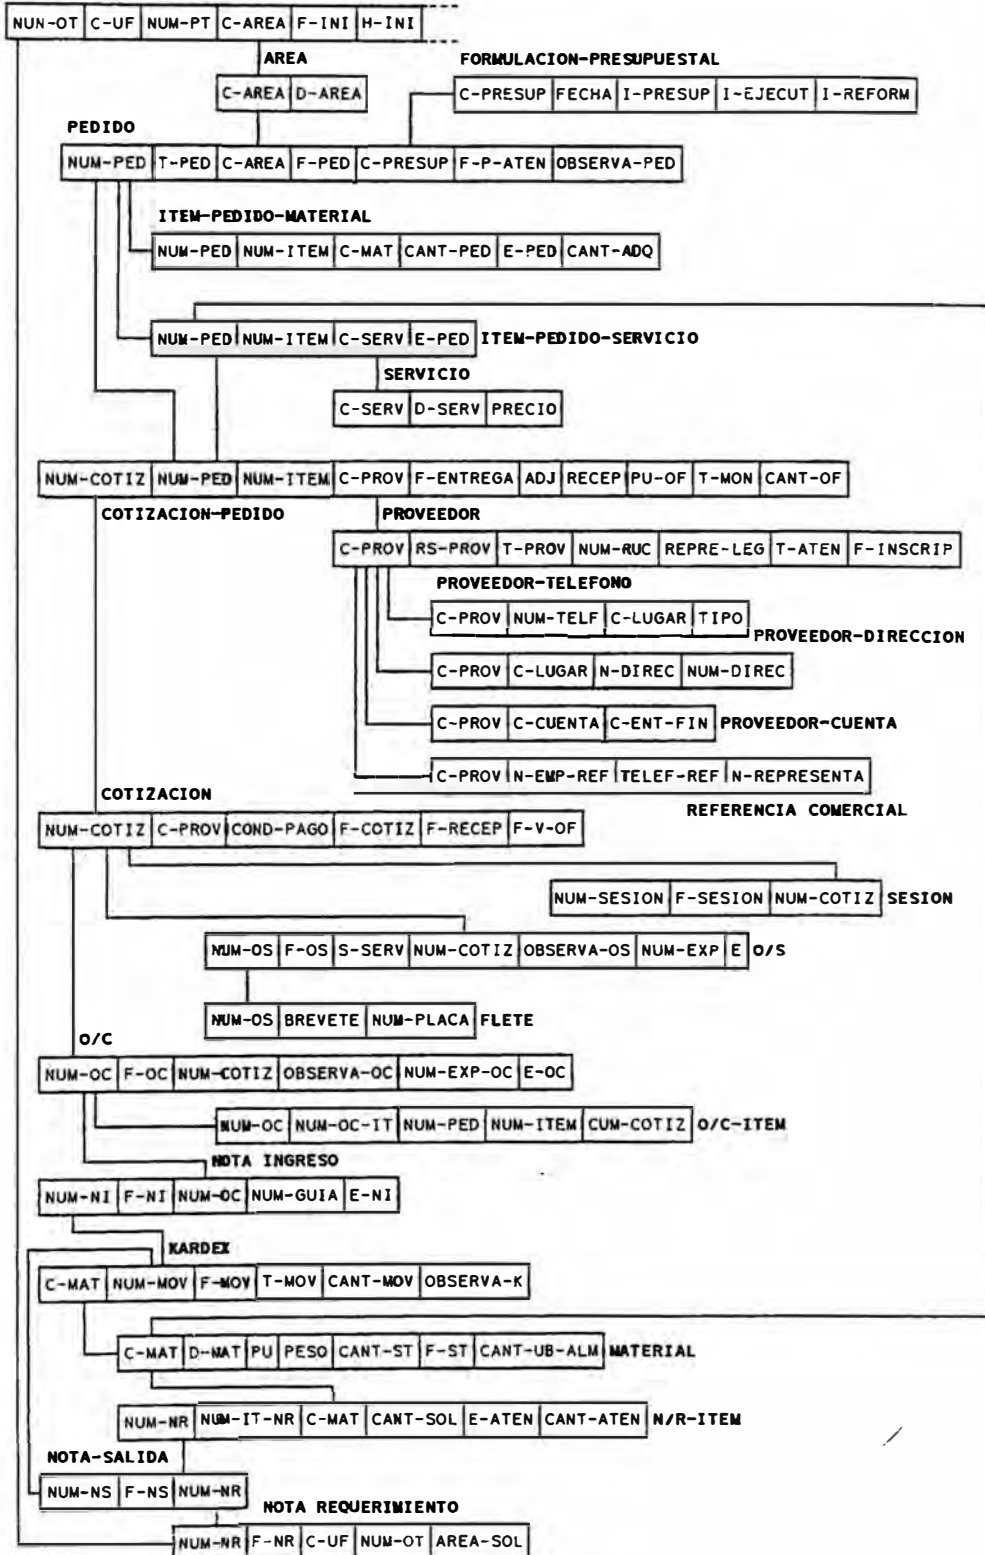 NUN-OT C-UF NUM-PT C-AREA F-INI H-INI
AREA
FORMULACION-PRESUPUESTAL
C-AREA D-AREA
C-PRESUP FECHA I-PRESUP I-EJECUT I-REFORM
PEDIDO
NUM-PED T-PED C-AREA F-PED C-PRESUP F-P-ATEN OBSERVA-PED
ITEM-PEDIDO-MATERIAL
NUM-PED NUM-ITEM C-MAT CANT-PED E-PED CANT-ADQ
NUM-PED NUM-ITEM C-SERV E-PED ITEM-PEDIDO-SERVICIO
SERVICIO
C-SERV D-SERV PRECIO
NUM-COTIZ NUM-PED NUM-ITEM C-PROV F-ENTREGA ADJ RECEP PU-OF T-MON CANT-OF
COTIZACION-PEDIDO
PROVEEDOR
C-PROV RS-PROV T-PROV NUM-RUC REPRE-LEG T-ATEN F-INSCRIP
PROVEEDOR-TELEFONO
C-PROV NUM-TELF C-LUGAR TIPO
PROVEEDOR-DIRECCION
C-PROV C-LUGAR N-DIREC NUM-DIREC
C-PROV C-CUENTA C-ENT-FIN PROVEEDOR-CUENTA
C-PROV N-EMP-REF TELEF-REF N-REPRESENTA
COTIZACION
REFERENCIA COMERCIAL
NUM-COTIZ C-PROV COND-PAGO F-COTIZ F-RECEP F-V-OF
NUM-SESION F-SESION NUM-COTIZ SESION
NUM-OS F-OS S-SERV NUM-COTIZ OBSERVA-OS NUM-EXP E O/S
NUM-OS BREVETE NUM-PLACA FLETE
O/C
NUM-OC F-OC NUM-COTIZ OBSERVA-OC NUM-EXP-OC E-OC
NUM-OC NUM-OC-IT NUM-PED NUM-ITEM CUM-COTIZ O/C-ITEM
NOTA INGRESO
NUM-NI F-NI NUM-OC NUM-GUIA E-NI
KARDEX
C-MAT NUM-MOV F-MOV T-MOV CANT-MOV OBSERVA-K
C-MAT D-MAT PU PESO CANT-ST F-ST CANT-UB-ALM MATERIAL
NUM-NR NUM-IT-NR C-MAT CANT-SOL E-ATEN CANT-ATEN N/R-ITEM
NOTA-SALIDA
NUM-NS F-NS NUM-NR
NOTA REQUERIMIENTO
NUM-NR F-NR C-UF NUM-OT AREA-SOL